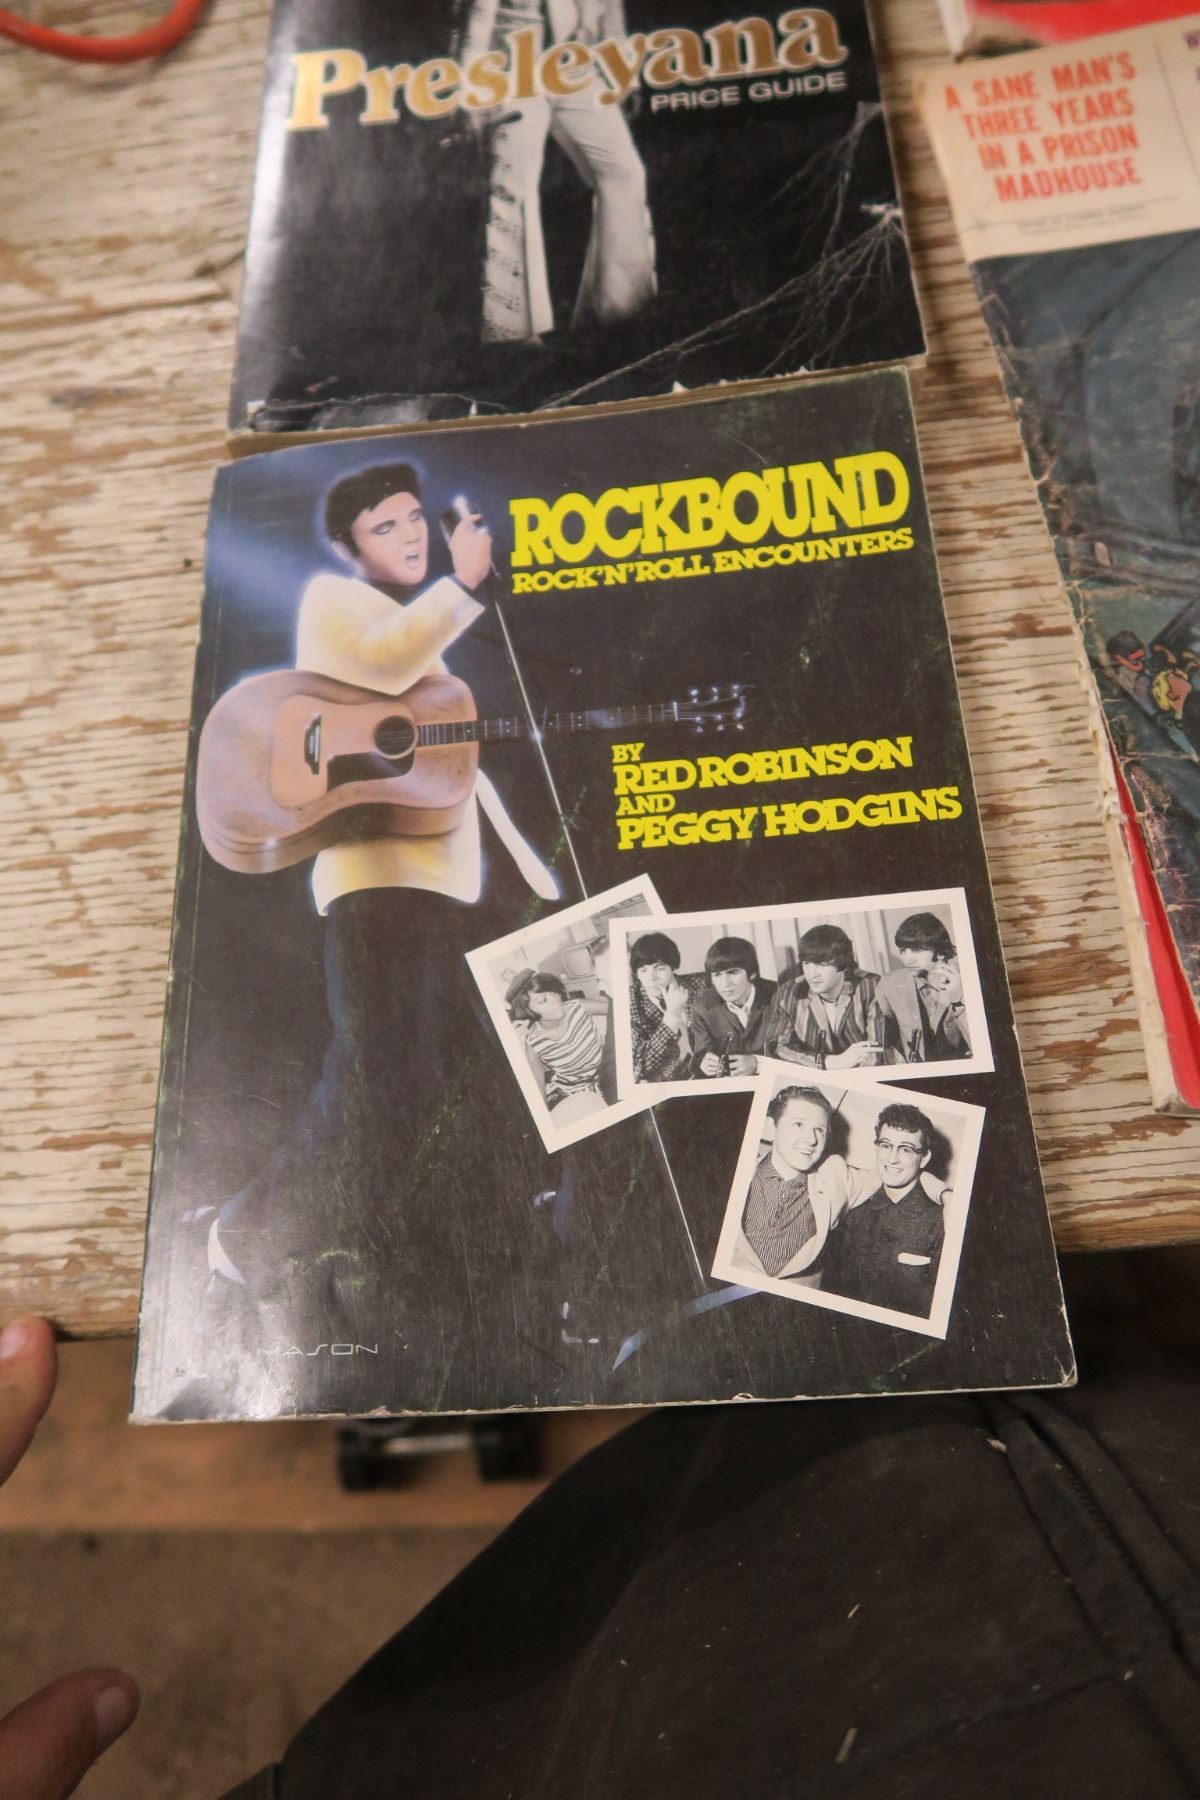 Presleyana
PRICE GUIDE
A SANE MAN'S
THREE YEARS
IN A PRISON
MADHOUSE
ROCKBOUND
ROCK'N'ROLL ENCOUNTERS
BY
RED ROBINSON
AND
PEGGY HODGINS
MASON